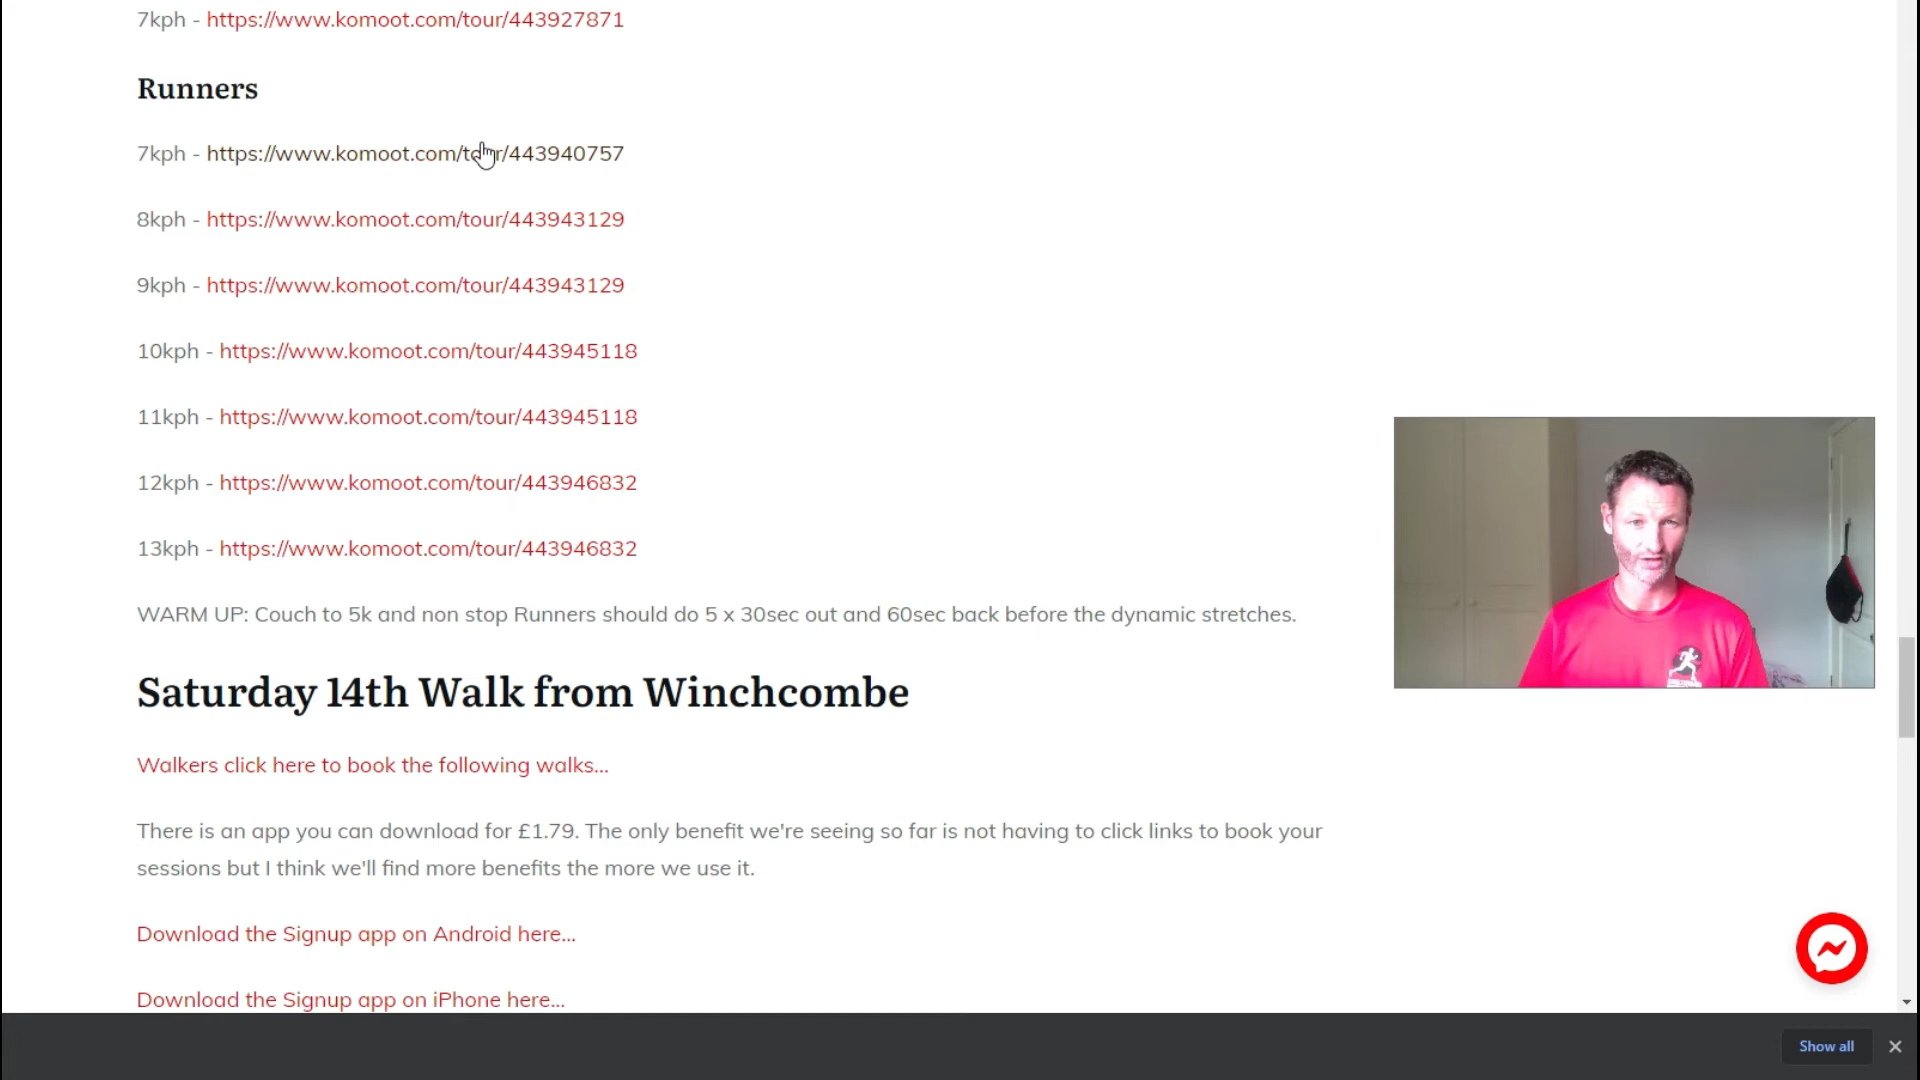 7kph - https://www.komoot.com/tour/443927871
Runners
7kph - https://www.komoot.com/tour/443940757
8kph - https://www.komoot.com/tour/443943129
9kph - https://www.komoot.com/tour/443943129
10kph - https://www.komoot.com/tour/443945118
11kph - https://www.komoot.com/tour/443945118
12kph - https://www.komoot.com/tour/443946832
13kph - https://www.komoot.com/tour/443946832
WARM UP: Couch to 5k and non stop Runners should do 5 x 30sec out and 60sec back before the dynamic stretches.
Saturday 14th Walk from Winchcombe
Walkers click here to book the following walks...
There is an app you can download for £1.79. The only benefit we're seeing so far is not having to click links to book your
sessions but I think we'll find more benefits the more we use it.
Download the Signup app on Android here...
Download the Signup app on iPhone here...
Show all